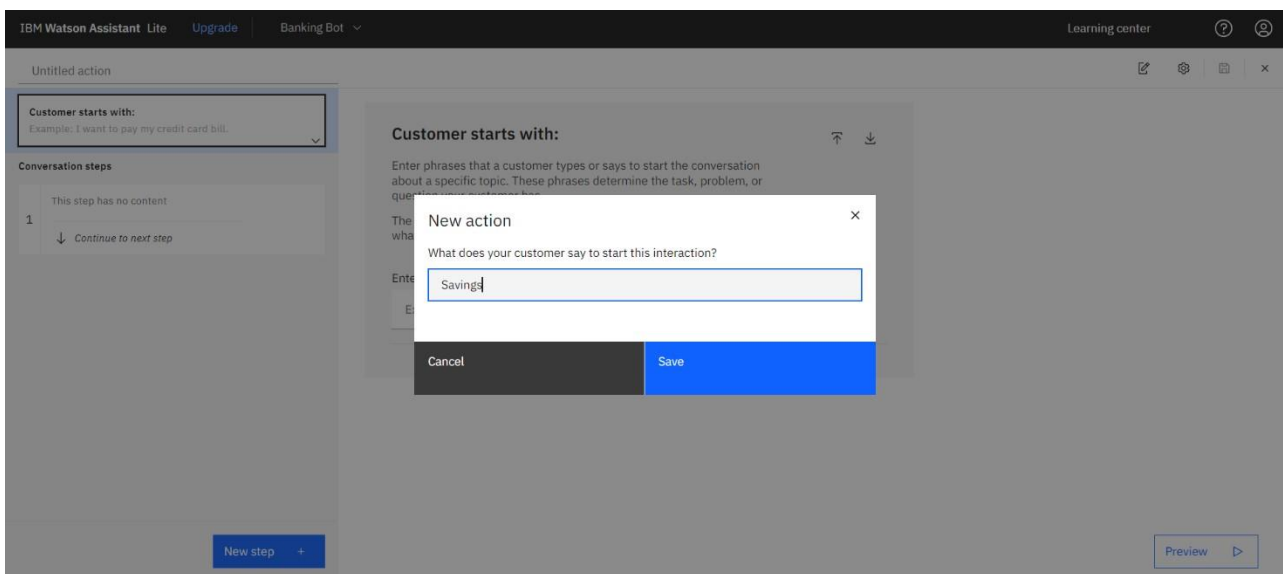 IBM Watson Assistant Lite Upgrade Banking Bot Learning center
Untitled action
Customer starts with:
Example: I want to pay my credit card bill.
Conversation steps
1
This step has no content
Continue to next step
New step +
Customer starts with:
Enter phrases that a customer types or says to start the conversation
about a specific topic. These phrases determine the task, problem, or
The
Ente
New action
What does your customer say to start this interaction?
Savings
Cancel Save
Preview